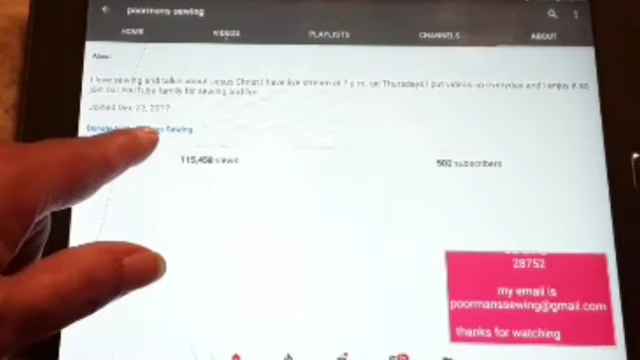 poormans sewing
HOME VIDEOS PLAYLISTS CHANNELS ABOUT
I love sewing and talkin about Jesus Christ I have live stream at 7 p.m. on Thursdays I put videos up everyday and I enjoy it so
join our YouTube family for sewing and fun
Joined Dec 22, 2017
Donate Sewing
115,458 views 502 subscribers
28752
my email is
poormanssewing@gmail.com
thanks for watching